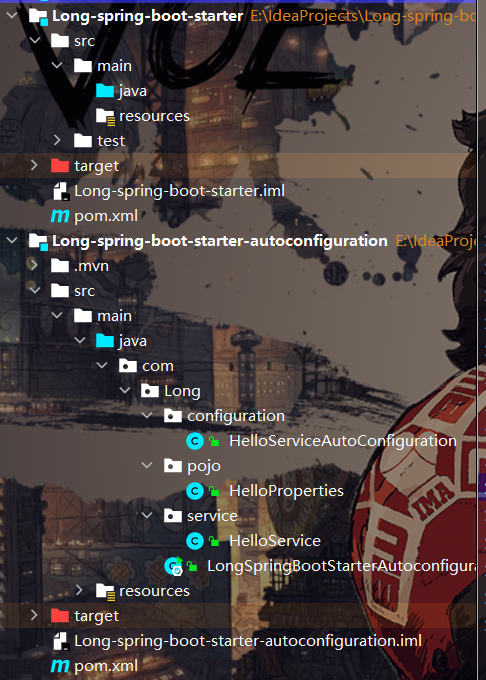 Long-spring-boot-starter E:\IdeaProjects\Long-spring-bo
src
main
java
resources
test
target
Long-spring-boot-starter.iml
pom.xml
Long-spring-boot-starter-autoconfiguration E:\IdeaProje
.mvn
src
main
java
com
Long
configuration
HelloServiceAutoConfiguration
pojo
HelloProperties
service
HelloService
LongSpringBootStarterAutoconfigura
resources
target
Long-spring-boot-starter-autoconfiguration.iml
pom.xml
IMA